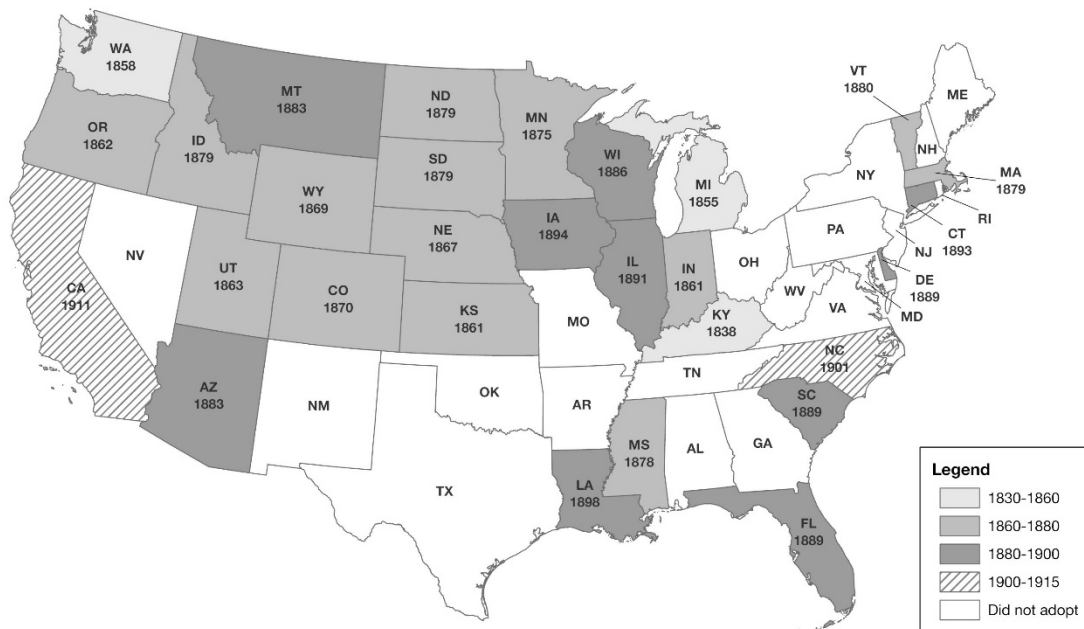 WA
1858
OR
1862
ID
1879
MT
1883
ND
1879
SD
1879
MN
1875
WI
1886
MI
1855
WY
1869
NE
1867
IA
1894
IL
1891
IN
1861
OH
PA
NY
VT
1880
ME
NH
MA
1879
RI
CT
1893
NJ
DE
1889
MD
WV
VA
NV
UT
1863
CO
1870
KS
1861
MO
KY
1838
CA
1911
AZ
1883
NM
OK
AR
TN
NC
1901
SC
1889
MS
1878
AL
GA
TX
LA
1898
FL
1889
Legend
1830-1860
1860-1880
1880-1900
1900-1915
Did not adopt